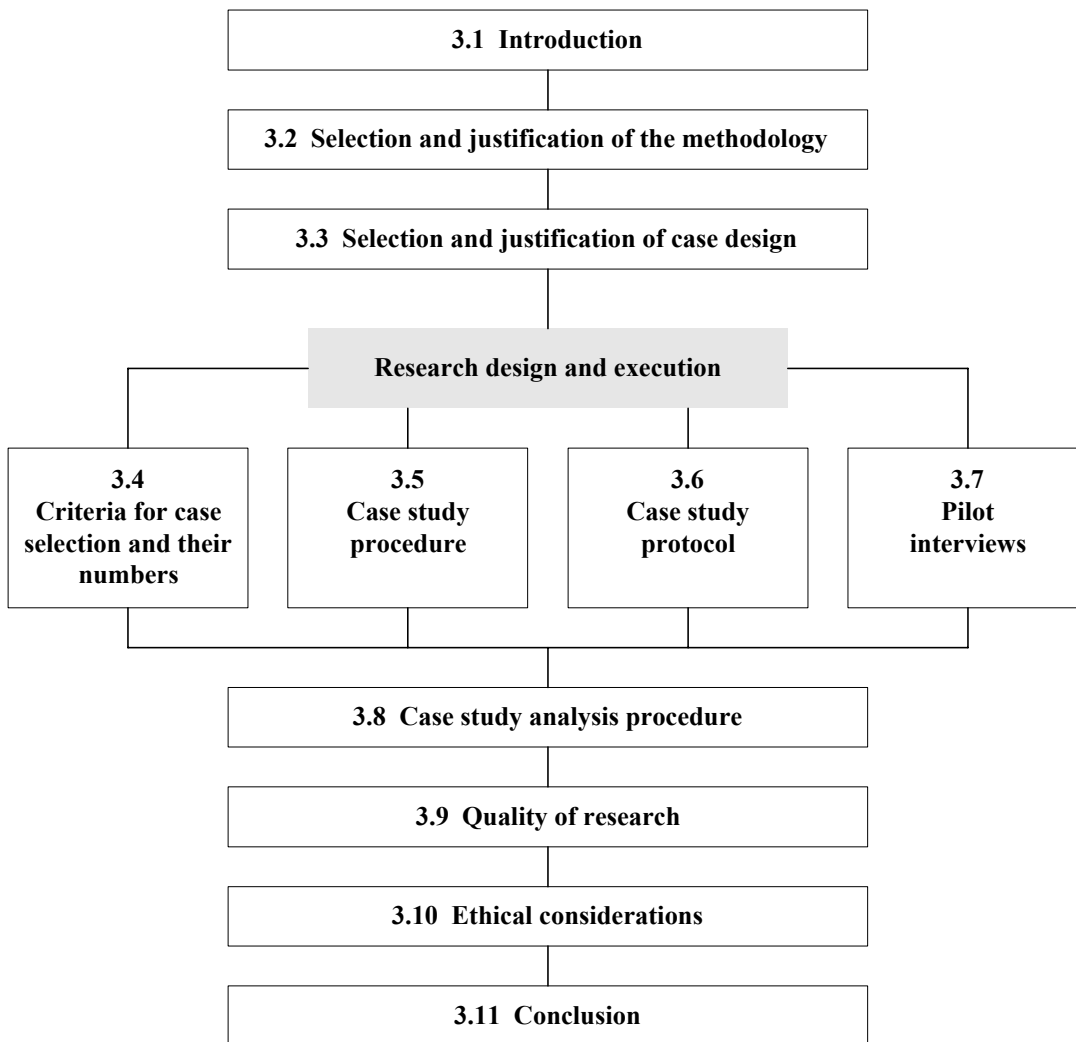 3.1 Introduction
3.2 Selection and justification of the methodology
3.3 Selection and justification of case design
Research design and execution
3.4
Criteria for case
selection and their
numbers
3.5
Case study
procedure
3.6
Case study
protocol
3.7
Pilot
interviews
3.8 Case study analysis procedure
3.9 Quality of research
3.10 Ethical considerations
3.11 Conclusion